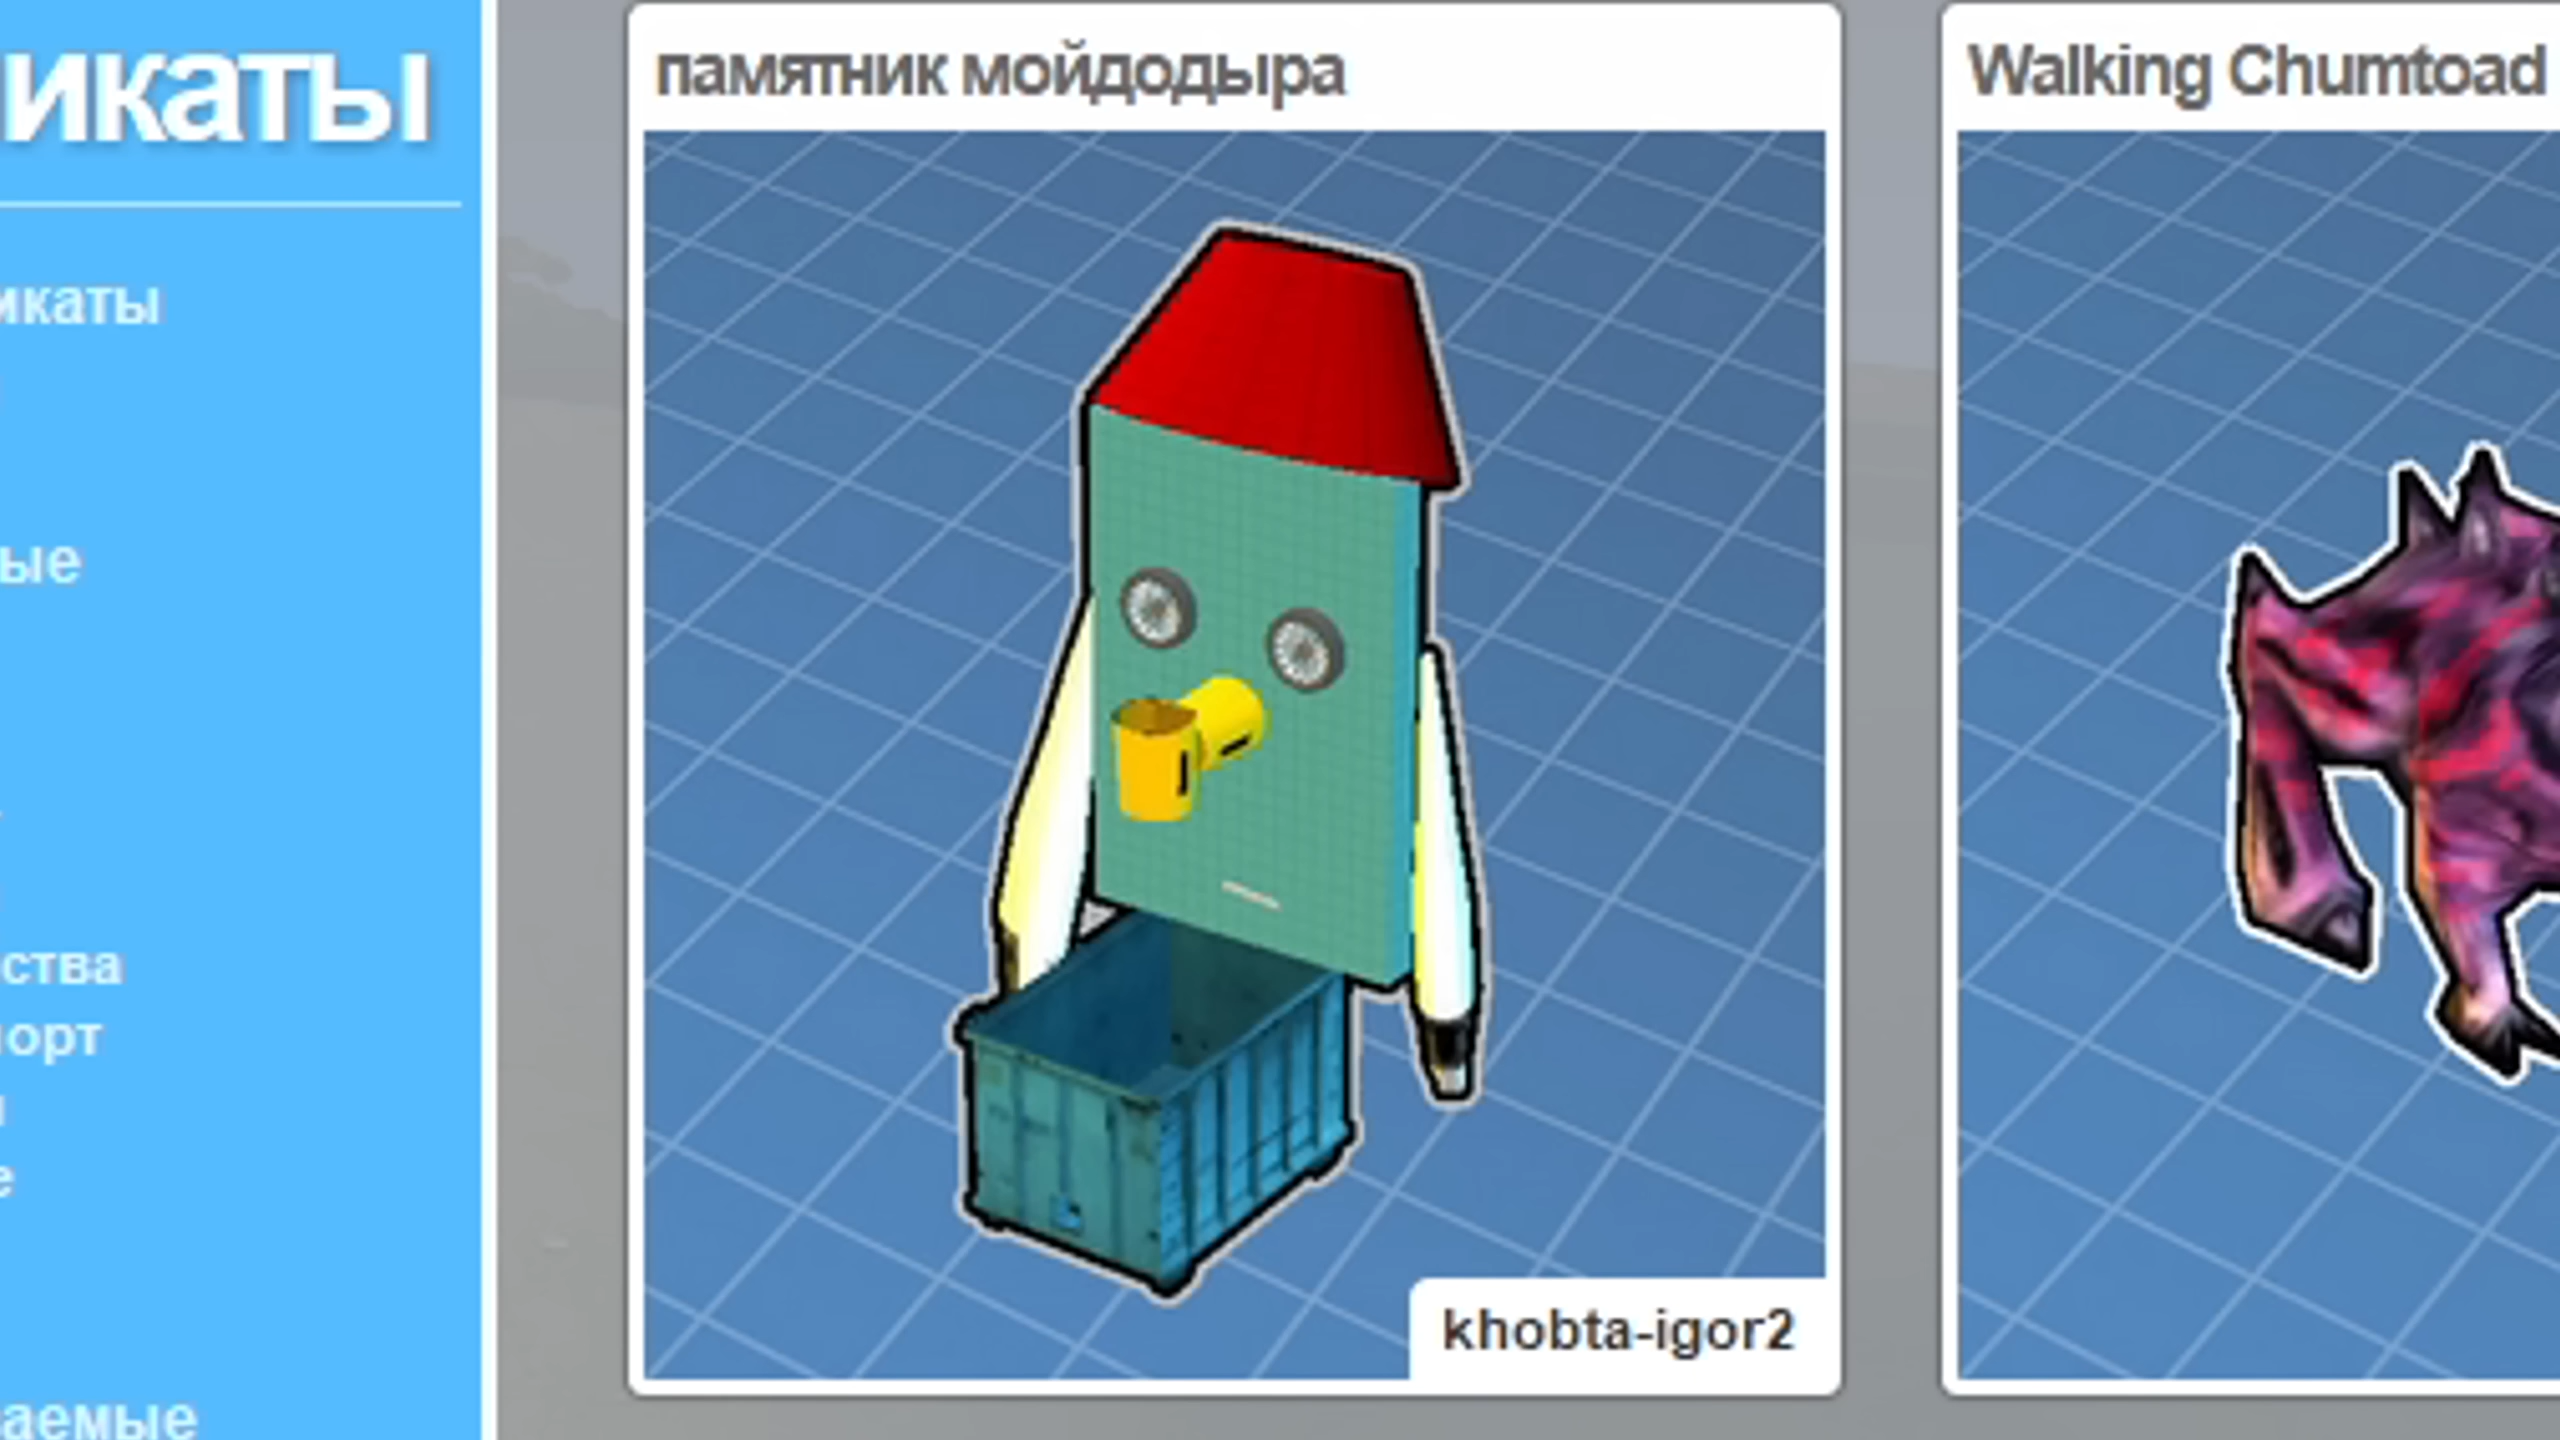 икаты
икаты
ые
ства
орт
е
аемые
памятник мойдодыра
khobta-igor2
Walking Chumtoad